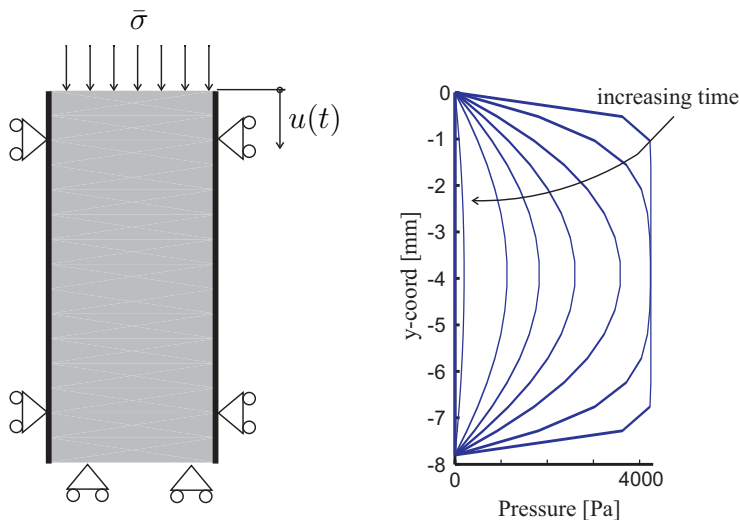 σ̄
u(t)
0
-1
-2
-3
-4
-5
-6
-7
-8
y-coord [mm]
increasing time
0
4000
Pressure [Pa]